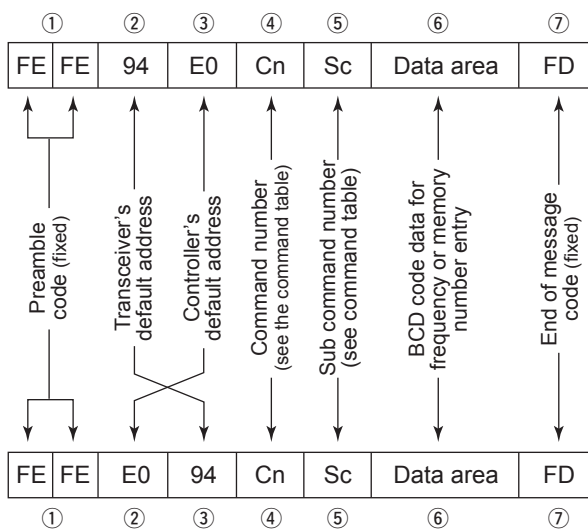 ① ② ③ ④ ⑤ ⑥ ⑦
FE FE 94 E0 Cn Sc Data area FD
Preamble
code (fixed)
Transceiver’s
default address
Controller’s
default address
Command number
(see the command table)
Sub command number
(see command table)
BCD code data for
frequency or memory
number entry
End of message
code (fixed)
FE FE E0 94 Cn Sc Data area FD
① ② ③ ④ ⑤ ⑥ ⑦